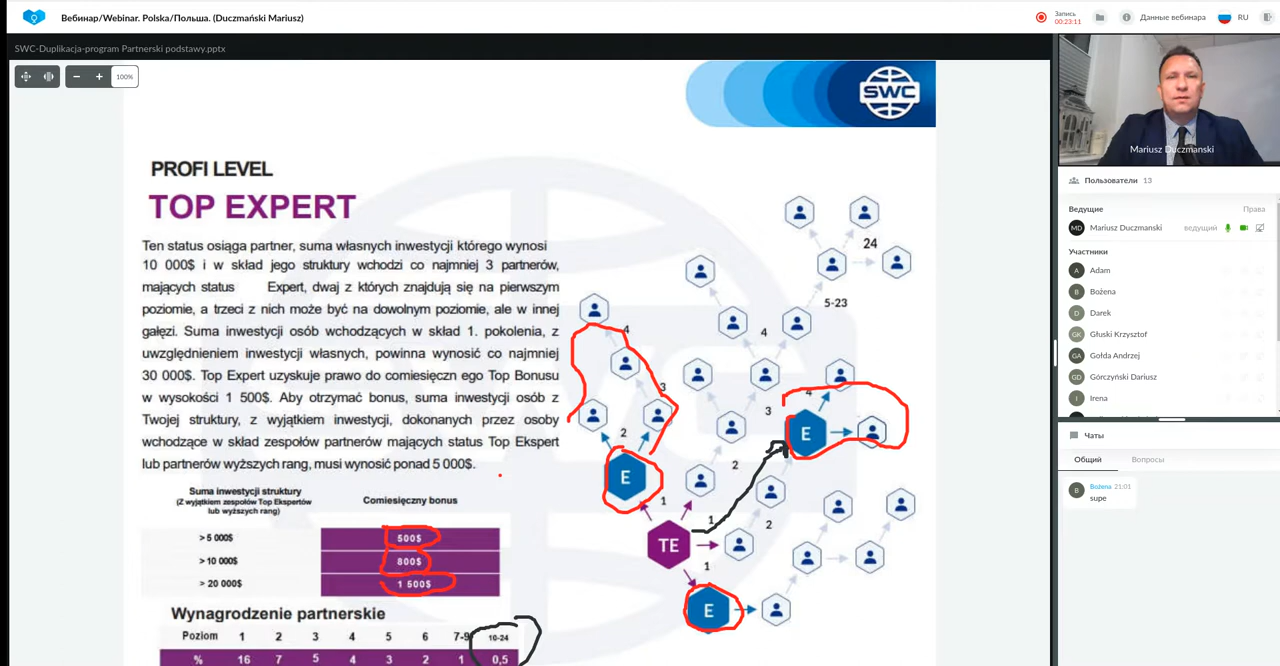 Вебинар/Webinar. Polska/Польша. (Duczmański Mariusz)
Запись
00:23:11
Данные вебинара
RU
SWC-Duplikacja-program Partnerski podstawy.pptx
100%
SWC
PROFI LEVEL
TOP EXPERT
Ten status osiąga partner, suma własnych inwestycji którego wynosi
10 000$ i w skład jego struktury wchodzi co najmniej 3 partnerów,
mających status Expert, dwaj z których znajdują się na pierwszym
poziomie, a trzeci z nich może być na dowolnym poziomie, ale w innej
gałęzi. Suma inwestycji osób wchodzących w skład 1. pokolenia, z
uwzględnieniem inwestycji własnych, powinna wynosić co najmniej
30 000$. Top Expert uzyskuje prawo do comiesięczn ego Top Bonusu
w wysokości 1 500$. Aby otrzymać bonus, suma inwestycji osób z
Twojej struktury, z wyjątkiem inwestycji, dokonanych przez osoby
wchodzące w skład zespołów partnerów mających status Top Ekspert
lub partnerów wyższych rang, musi wynosić ponad 5 000$.
Suma inwestycji struktury
(Z wyjątkiem zespołów Top Ekspertów
lub wyższych rang)
Comiesięczny bonus
> 5 000$ 500$
> 10 000$ 800$
> 20 000$ 1 500$
Wynagrodzenie partnerskie
Poziom 1 2 3 4 5 6 7-9 10-24
% 16 7 5 4 3 2 1 0,5
24
5-23
4
4
3
3
4
E
2
E
2
1
1
2
TE
1
E
Mariusz Duczmanski
Пользователи 13
Ведущие Права
MD Mariusz Duczmanski ведущий
Участники
A Adam
B Bożena
D Darek
GK Głuski Krzysztof
GA Gołda Andrzej
GD Górczyński Dariusz
I Irena
Чаты
Общий Вопросы
B Bożena 21:01
supe